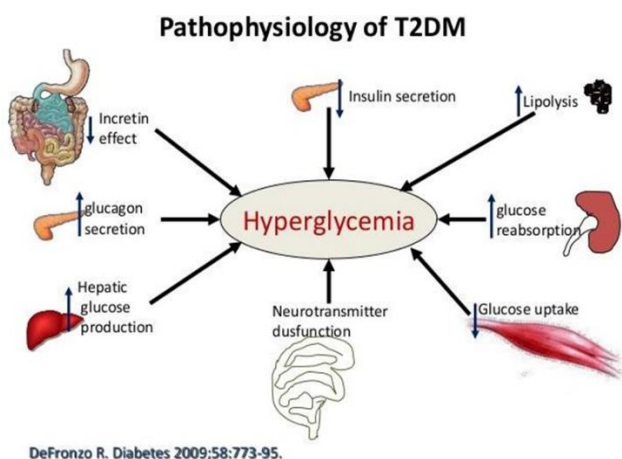 Pathophysiology of T2DM
Incretin
effect
Insulin secretion
Lipolysis
glucagon
secretion
Hyperglycemia
glucose
reabsorption
Hepatic
glucose
production
Neurotransmitter
dusfunction
Glucose uptake
DeFronzo R. Diabetes 2009;58:773-95.